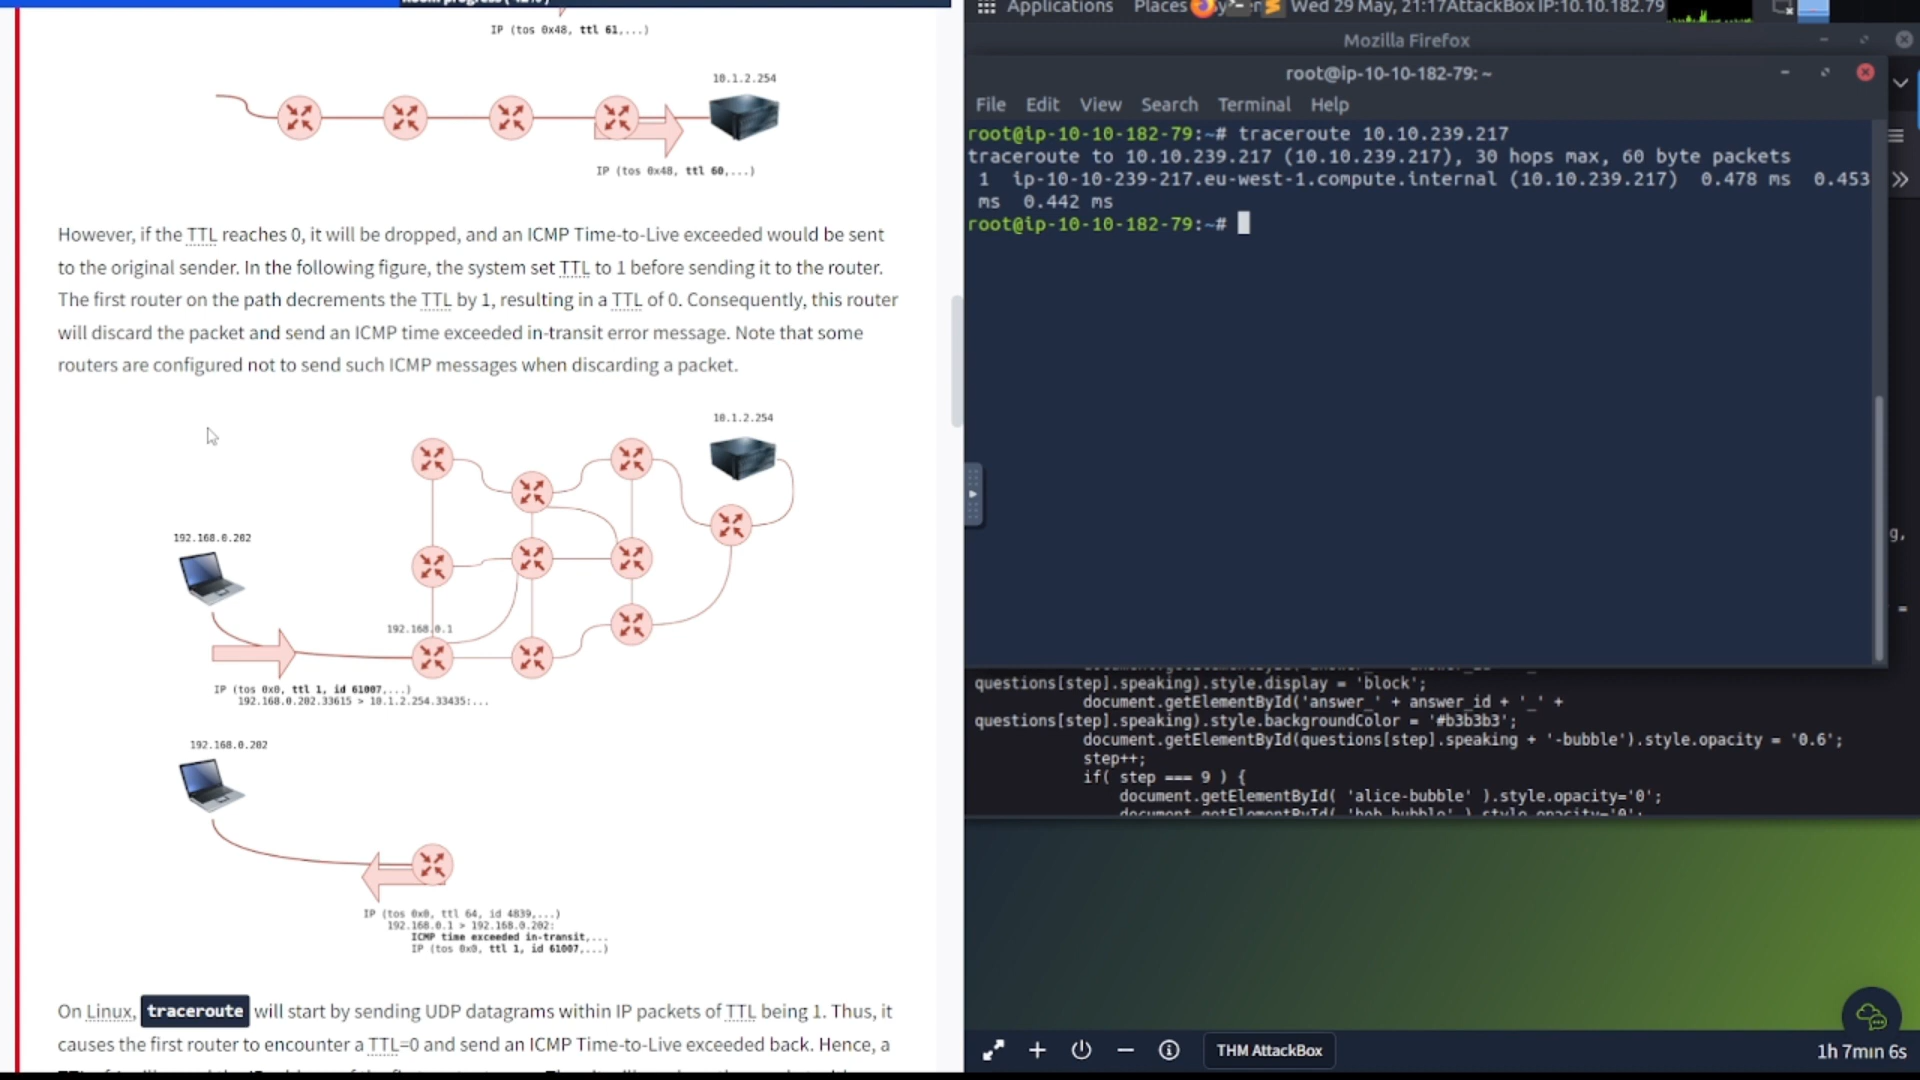 IP (tos 0x48, ttl 61,...)
10.1.2.254
IP (tos 0x48, ttl 60,...)
However, if the TTL reaches 0, it will be dropped, and an ICMP Time-to-Live exceeded would be sent
to the original sender. In the following figure, the system set TTL to 1 before sending it to the router.
The first router on the path decrements the TTL by 1, resulting in a TTL of 0. Consequently, this router
will discard the packet and send an ICMP time exceeded in-transit error message. Note that some
routers are configured not to send such ICMP messages when discarding a packet.
10.1.2.254
192.168.0.202
192.168.0.1
IP (tos 0x0, ttl 1, id 61007,...)
192.168.0.202.33615 > 10.1.2.254.33435:...
192.168.0.202
IP (tos 0x0, ttl 64, id 4839,...)
192.168.0.1 > 192.168.0.202:
ICMP time exceeded in-transit,...
IP (tos 0x0, ttl 1, id 61007,...)
On Linux, traceroute will start by sending UDP datagrams within IP packets of TTL being 1. Thus, it
causes the first router to encounter a TTL=0 and send an ICMP Time-to-Live exceeded back. Hence, a
Applications Places Wed 29 May, 21:17 AttackBox IP:10.10.182.79
Mozilla Firefox
root@ip-10-10-182-79: ~
File Edit View Search Terminal Help
root@ip-10-10-182-79:~# traceroute 10.10.239.217
traceroute to 10.10.239.217 (10.10.239.217), 30 hops max, 60 byte packets
1 ip-10-10-239-217.eu-west-1.compute.internal (10.10.239.217) 0.478 ms 0.453
ms 0.442 ms
root@ip-10-10-182-79:~#
g,
=
questions[step].speaking).style.display = 'block';
document.getElementById('answer_' + answer_id + '_' +
questions[step].speaking).style.backgroundColor = '#b3b3b3';
document.getElementById(questions[step].speaking + '-bubble').style.opacity = '0.6';
step++;
if( step === 9 ) {
document.getElementById( 'alice-bubble' ).style.opacity='0';
THM AttackBox
1h 7min 6s